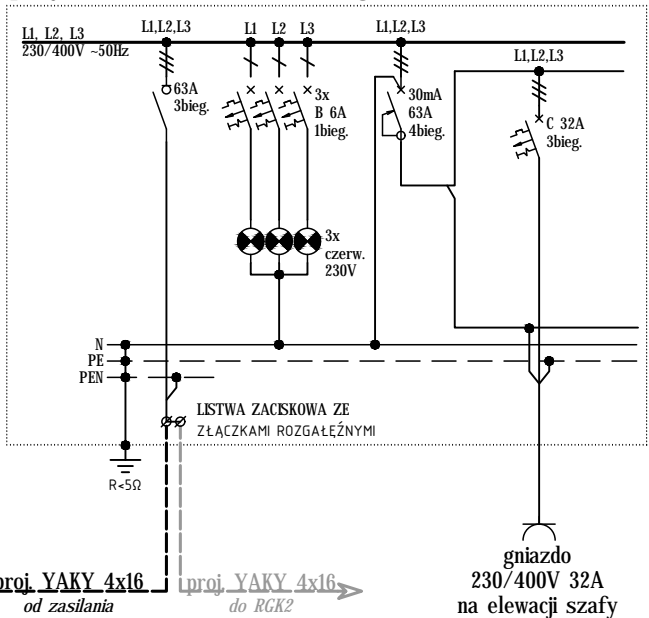 L1, L2, L3
230/400V ~50Hz
L1,L2,L3
L1 L2 L3
L1,L2,L3
L1,L2,L3
63A
3bieg.
3x
B 6A
1bieg.
30mA
63A
4bieg.
C 32A
3bieg.
3x
czerw.
230V
N
PE
PEN
LISTWA ZACISKOWA ZE
ZŁĄCZKAMI ROZGAŁĘŹNYMI
R<5Ω
proj. YAKY 4x16
od zasilania
proj. YAKY 4x16
do RGK2
gniazdo
230/400V 32A
na elewacji szafy